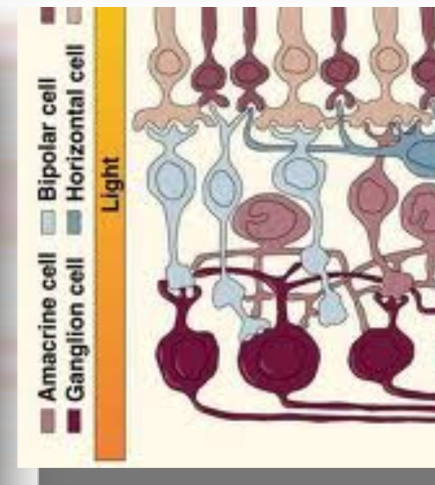 Amacrine cell
Bipolar cell
Ganglion cell
Horizontal cell
Light